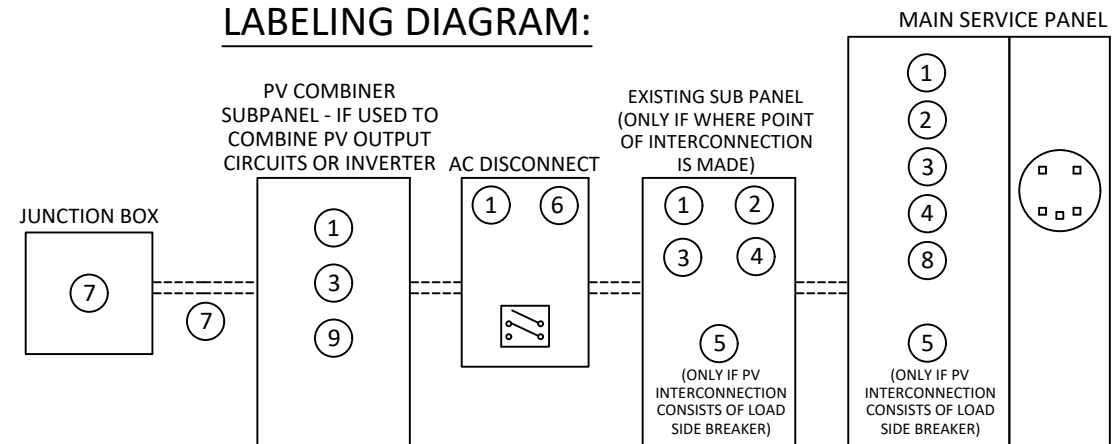 LABELING DIAGRAM:
MAIN SERVICE PANEL
PV COMBINER
SUBPANEL - IF USED TO
COMBINE PV OUTPUT
CIRCUITS OR INVERTER
AC DISCONNECT
EXISTING SUB PANEL
(ONLY IF WHERE POINT
OF INTERCONNECTION
IS MADE)
JUNCTION BOX
7
7
1
3
9
1 6
1 2
3 4
5
(ONLY IF PV
INTERCONNECTION
CONSISTS OF LOAD
SIDE BREAKER)
1
2
3
4
8
5
(ONLY IF PV
INTERCONNECTION
CONSISTS OF LOAD
SIDE BREAKER)